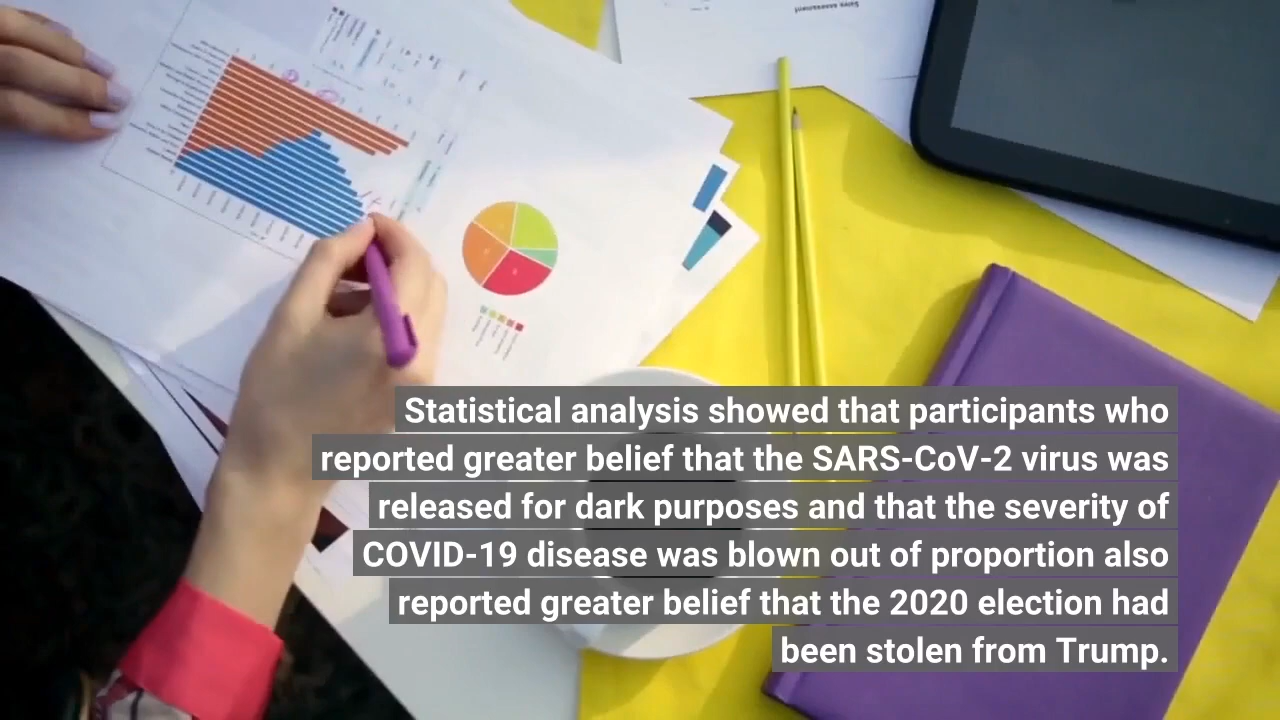 Sales assessment
Statistical analysis showed that participants who
reported greater belief that the SARS-CoV-2 virus was
released for dark purposes and that the severity of
COVID-19 disease was blown out of proportion also
reported greater belief that the 2020 election had
been stolen from Trump.